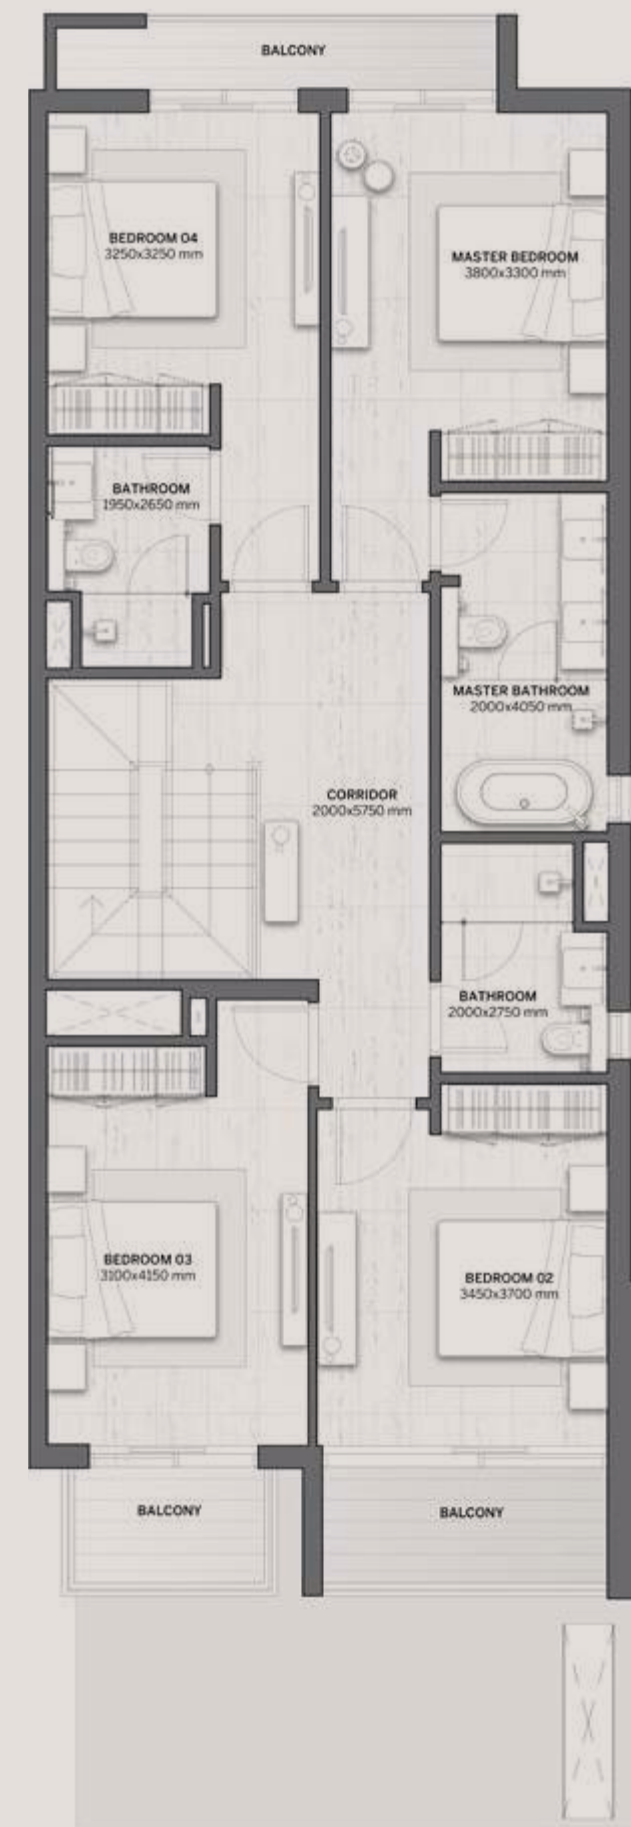 BALCONY
BEDROOM 04
3250x3250 mm
MASTER BEDROOM
3800x3300 mm
BATHROOM
1950x2650 mm
MASTER BATHROOM
2000x4050 mm
CORRIDOR
2000x5750 mm
BATHROOM
2000x2750 mm
BEDROOM 03
3100x4150 mm
BEDROOM 02
3450x3700 mm
BALCONY
BALCONY